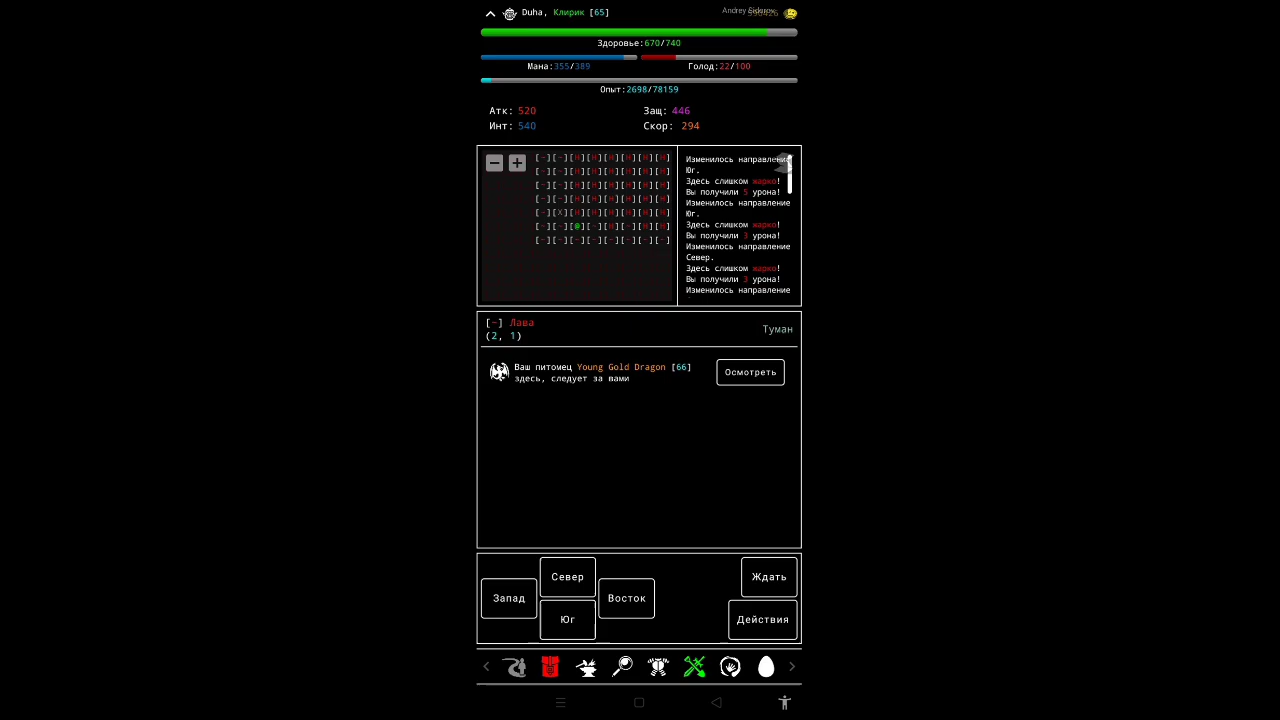 Duha, Клирик [65]
Andrey Sidorov
Здоровье:670/740
Мана:355/389
Голод:22/100
Опыт:2698/78159
Атк: 520
Защ: 446
Инт: 540
Скор: 294
[~][~][H][H][H][H][H][H]
[~][~][H][H][H][H][H][H]
[~][~][H][H][H][H][H][H]
[~][~][H][H][H][H][H][H]
[~][X][H][H][H][H][H][H]
[~][~][@][~][H][~][H][H]
[~][~][~][~][~][~][~][~]
Изменилось направление
Юг.
Здесь слишком жарко!
Вы получили 5 урона!
Изменилось направление
Юг.
Здесь слишком жарко!
Вы получили 3 урона!
Изменилось направление
Север.
Здесь слишком жарко!
Вы получили 3 урона!
Изменилось направление
[~] Лава
(2, 1)
Туман
Ваш питомец Young Gold Dragon [66]
здесь, следует за вами
Осмотреть
Север
Запад
Восток
Юг
Ждать
Действия